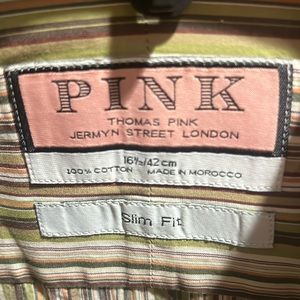 PINK
THOMAS PINK
JERMYN STREET LONDON
16½/42cm
100% COTTON MADE IN MOROCCO
Slim Fit